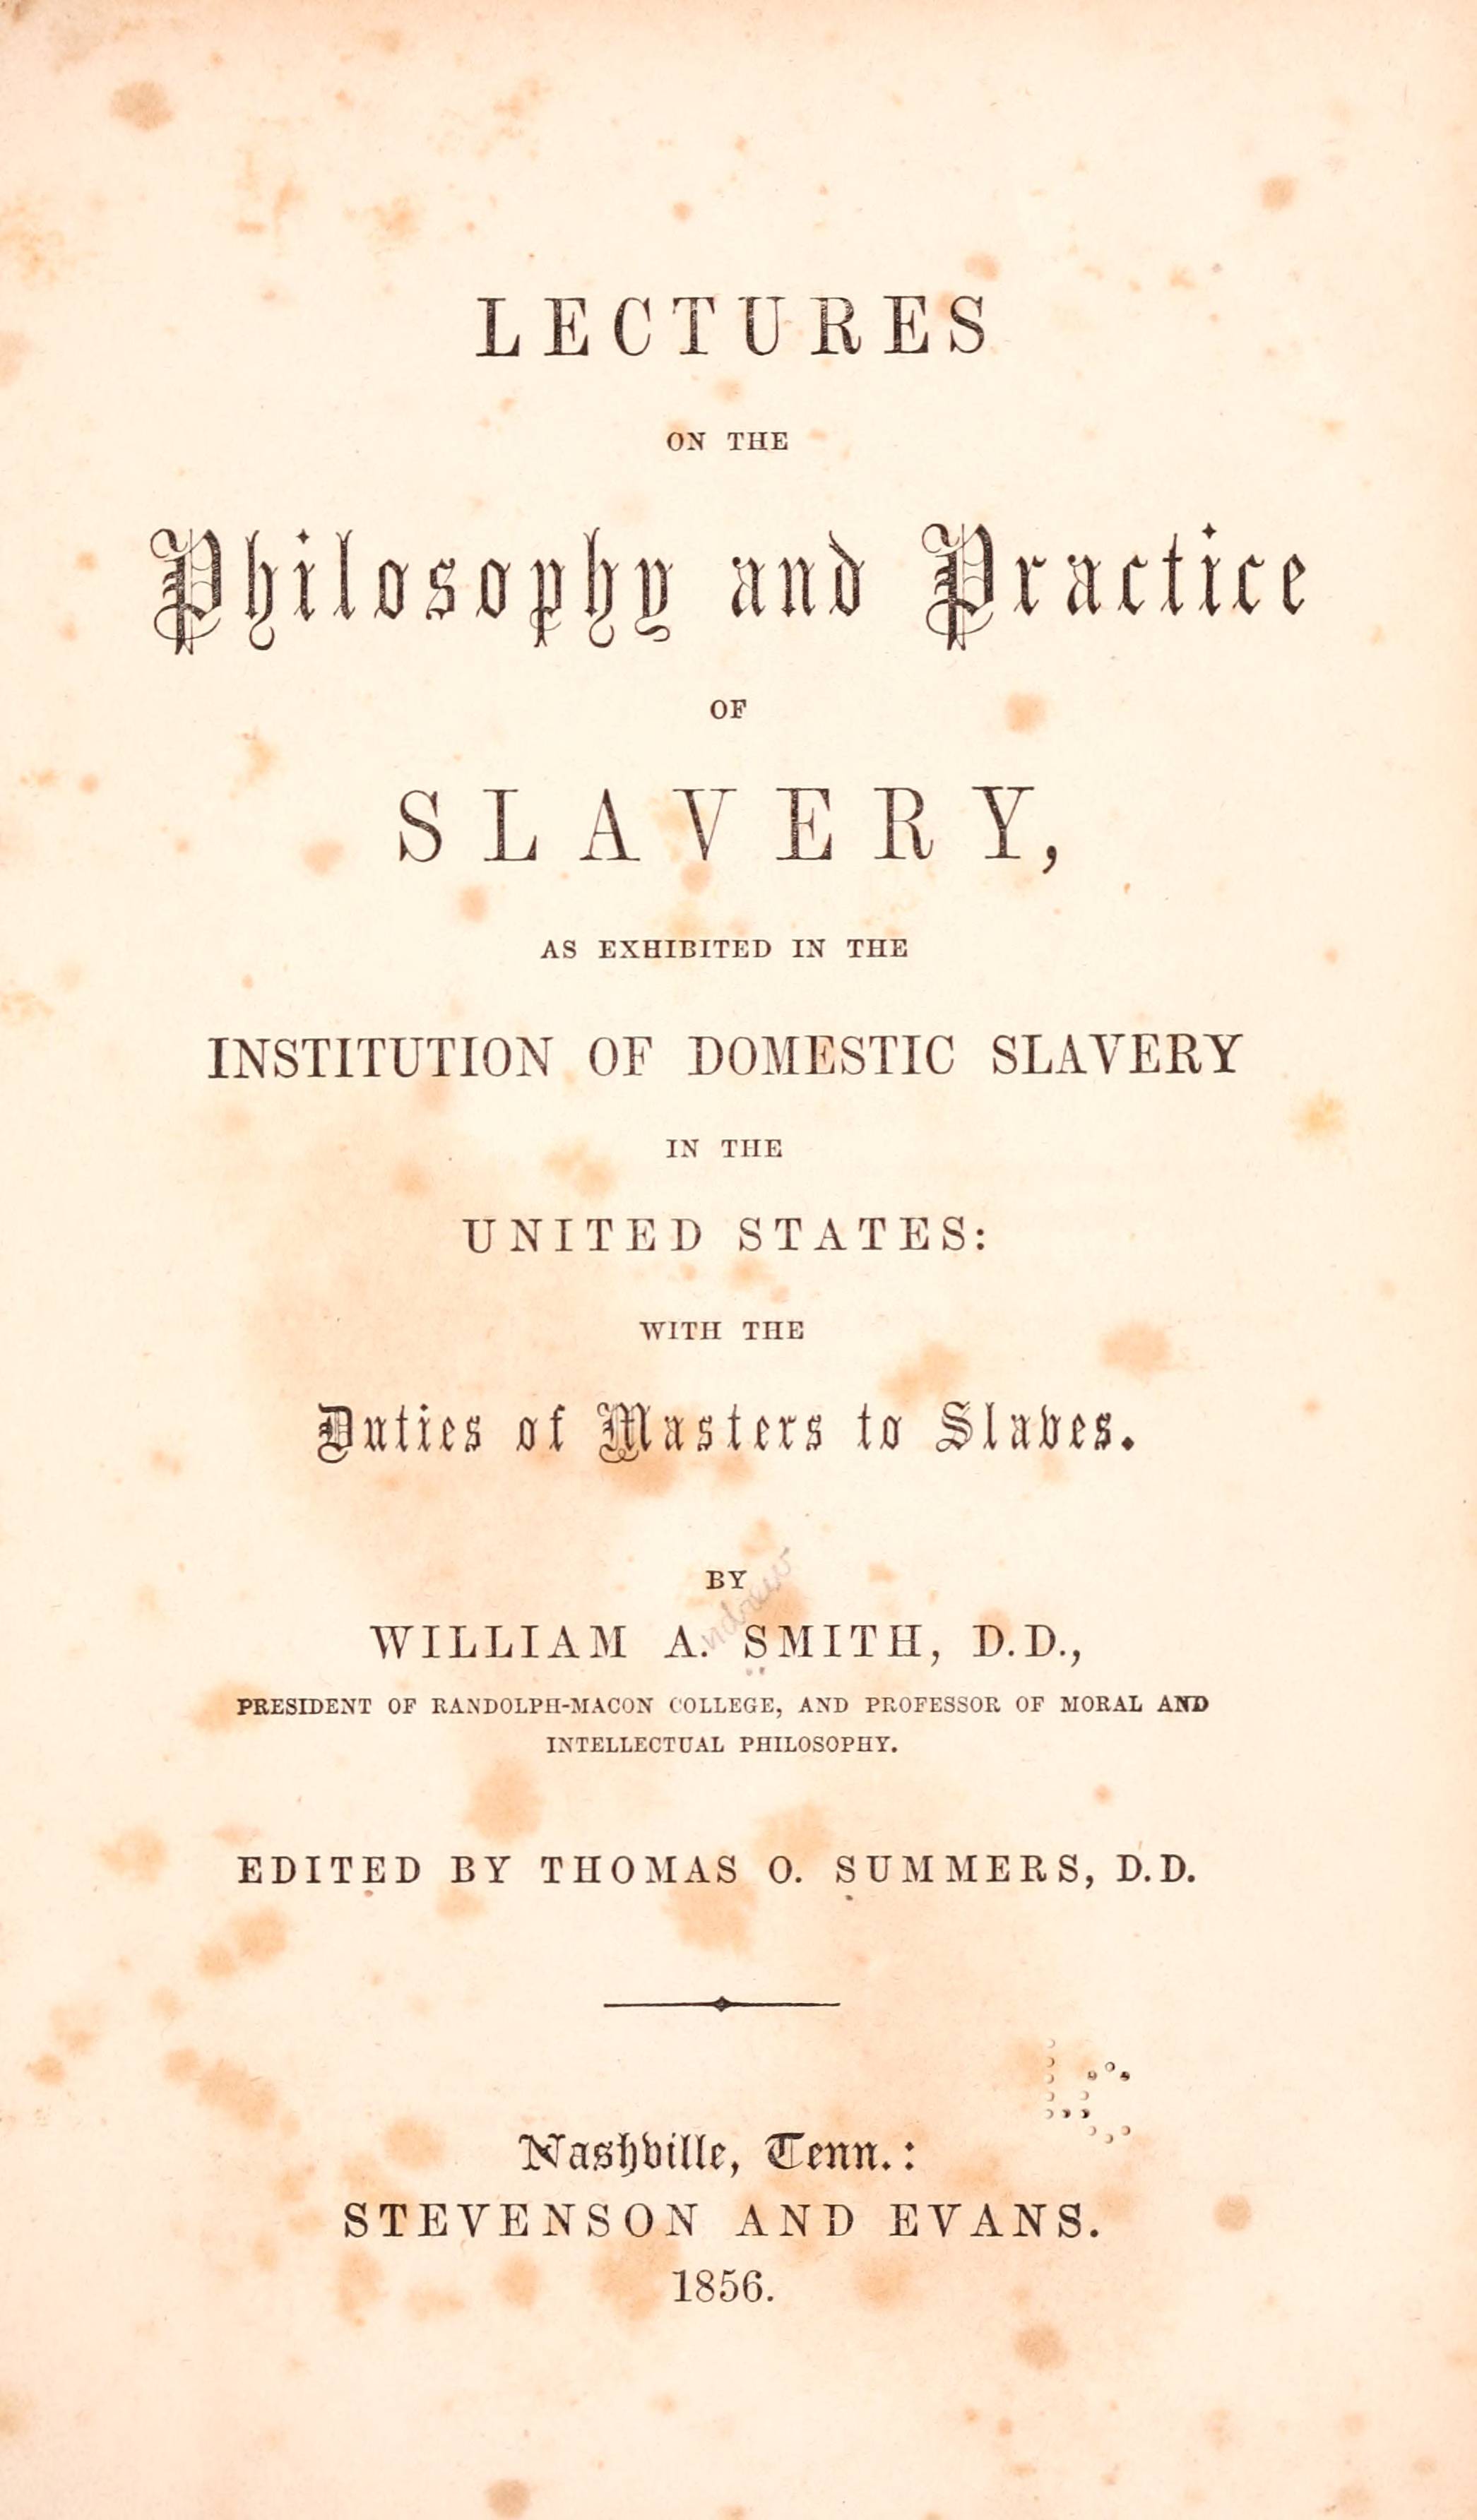 LECTURES
ON THE
Philosophy and Practice
OF
SLAVERY,
AS EXHIBITED IN THE
INSTITUTION OF DOMESTIC SLAVERY
IN THE
UNITED STATES:
WITH THE
Duties of Masters to Slaves.
BY
WILLIAM A.ndrew SMITH, D.D.,
PRESIDENT OF RANDOLPH-MACON COLLEGE, AND PROFESSOR OF MORAL AND
INTELLECTUAL PHILOSOPHY.
EDITED BY THOMAS O. SUMMERS, D.D.
LC
Nashville, Tenn.:
STEVENSON AND EVANS.
1856.